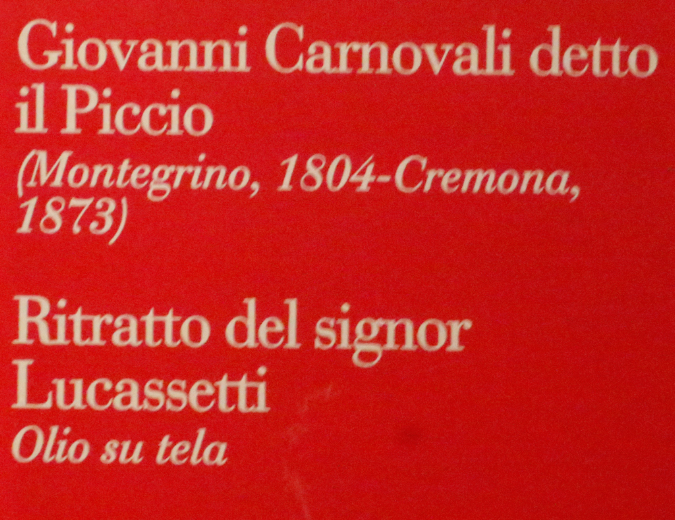 Giovanni Carnovali detto
il Piccio
(Montegrino, 1804-Cremona,
1873)
Ritratto del signor
Lucassetti
Olio su tela